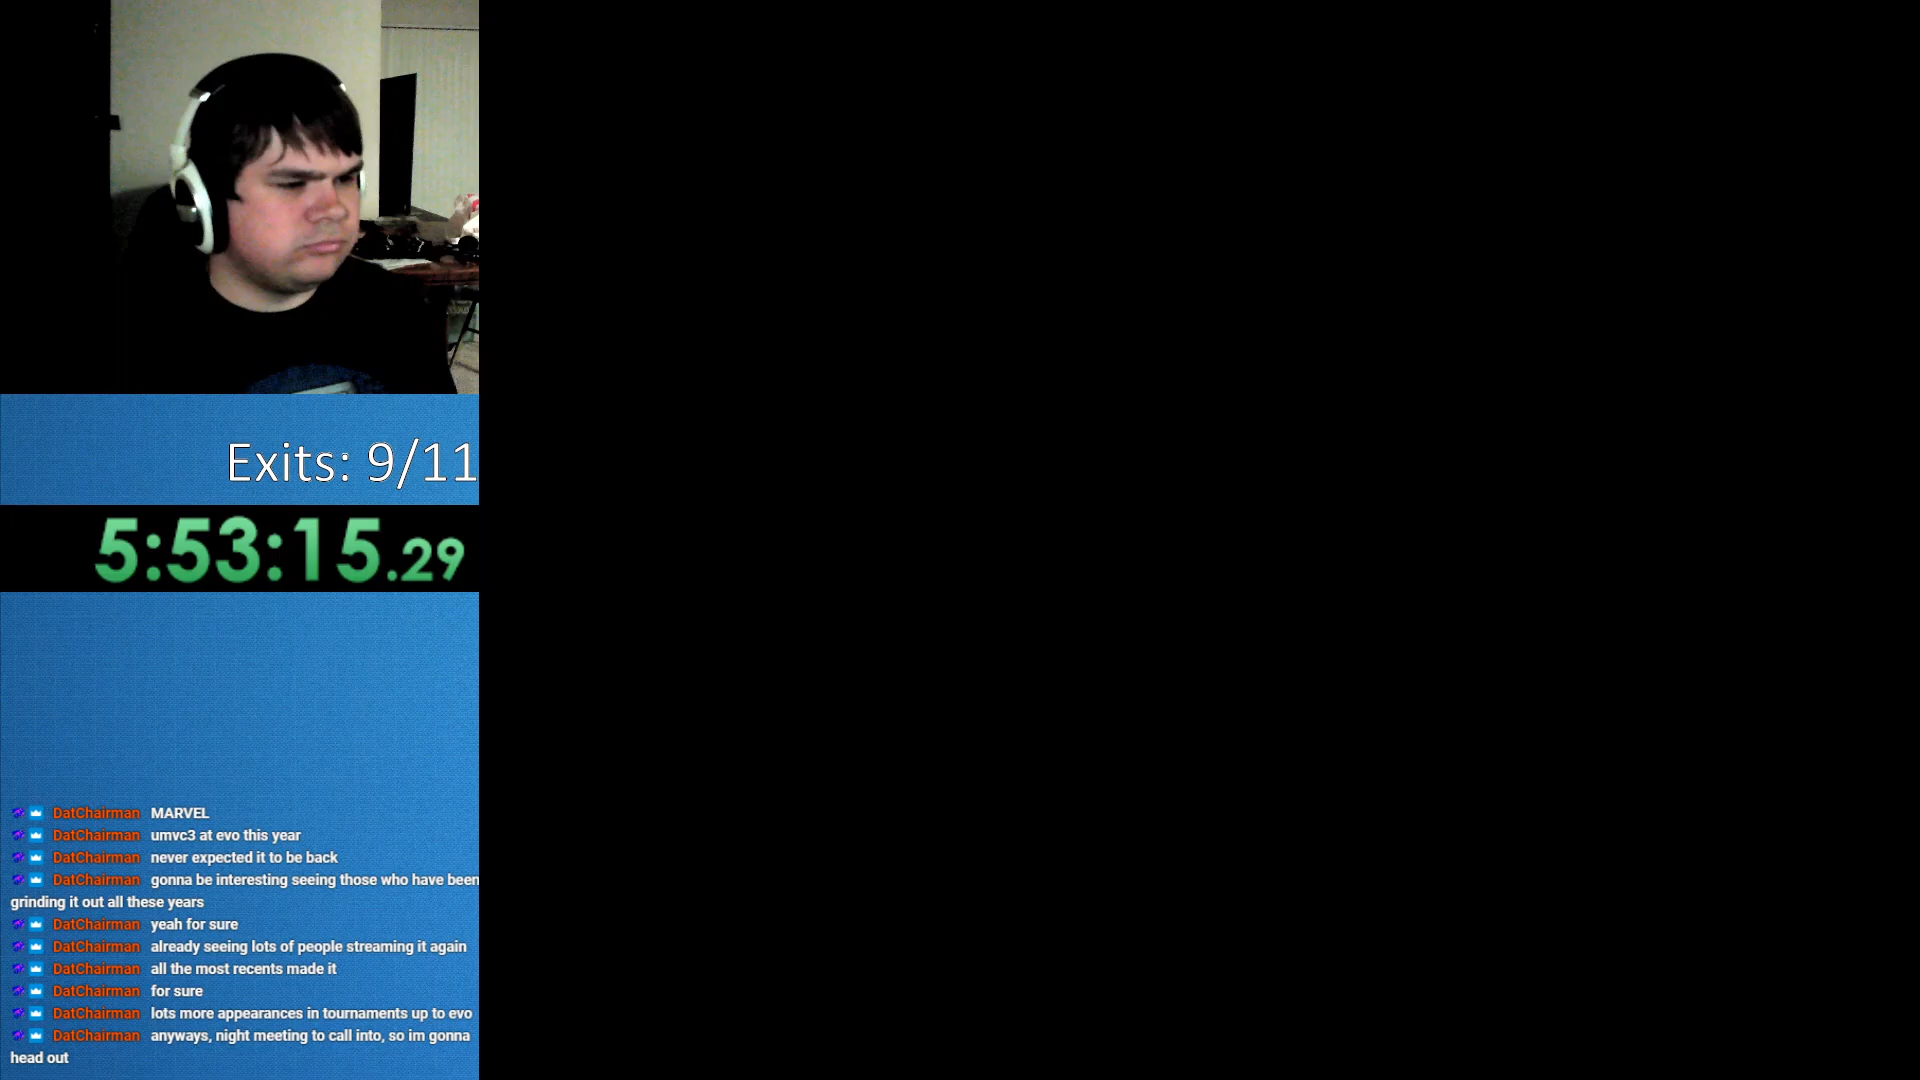 Exits: 9/11
5:53:15.29
DatChairman MARVEL
DatChairman umvc3 at evo this year
DatChairman never expected it to be back
DatChairman gonna be interesting seeing those who have been
grinding it out all these years
DatChairman yeah for sure
DatChairman already seeing lots of people streaming it again
DatChairman all the most recents made it
DatChairman for sure
DatChairman lots more appearances in tournaments up to evo
DatChairman anyways, night meeting to call into, so im gonna
head out